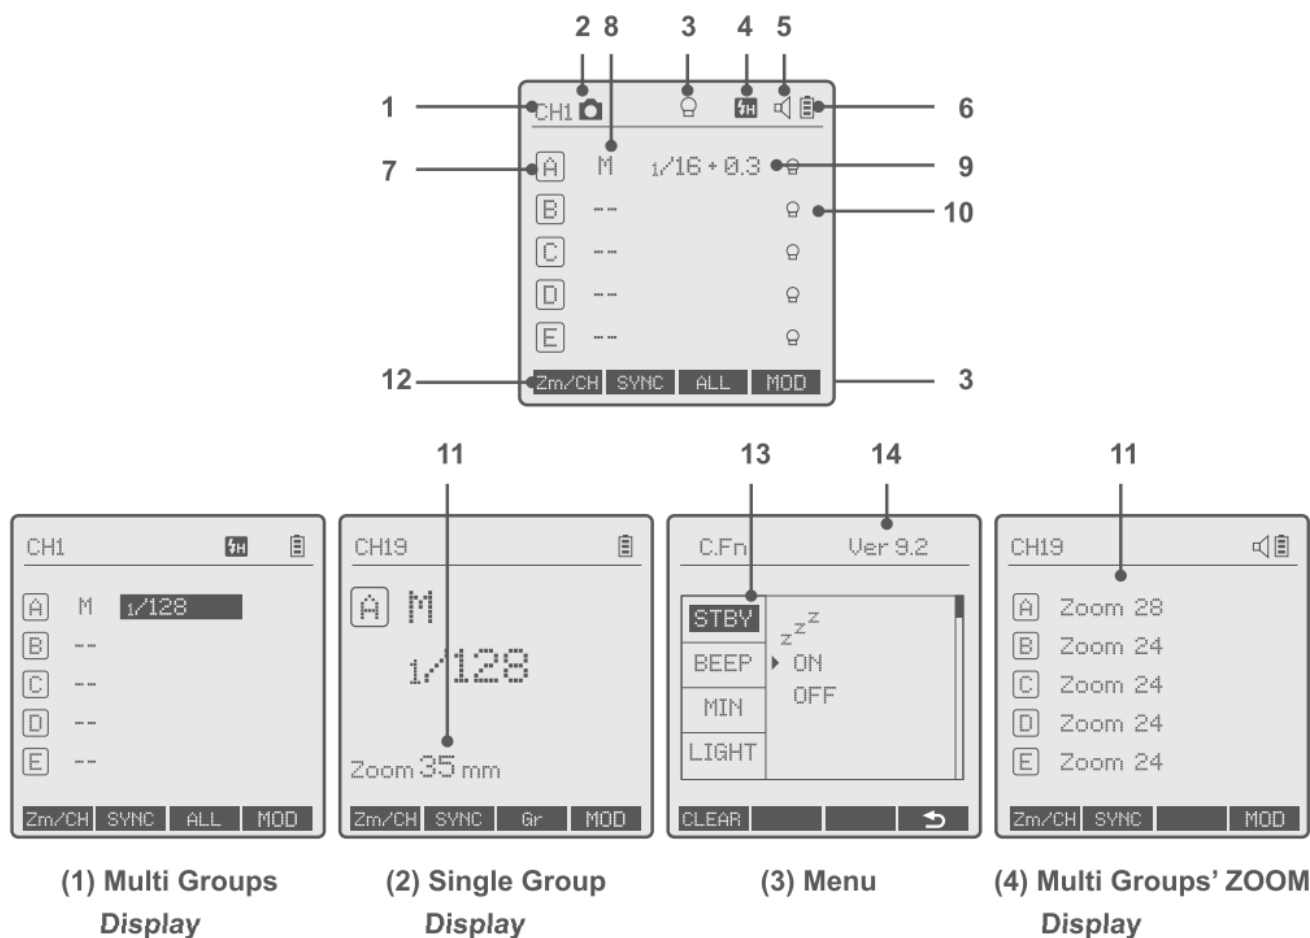 2 8 3 4 5
1 CH1 H 6
7 A M 1/16 + 0.3 9
B -- 10
C --
D --
E --
12 Zm/CH SYNC ALL MOD 3
11 13 14 11
CH1 H
A M 1/128
B --
C --
D --
E --
Zm/CH SYNC ALL MOD
(1) Multi Groups
Display
CH19
A M
1/128
Zoom 35 mm
Zm/CH SYNC Gr MOD
(2) Single Group
Display
C.Fn Ver 9.2
STBY zzZ
BEEP ON
OFF
MIN
LIGHT
CLEAR
(3) Menu
CH19
A Zoom 28
B Zoom 24
C Zoom 24
D Zoom 24
E Zoom 24
Zm/CH SYNC MOD
(4) Multi Groups’ ZOOM
Display